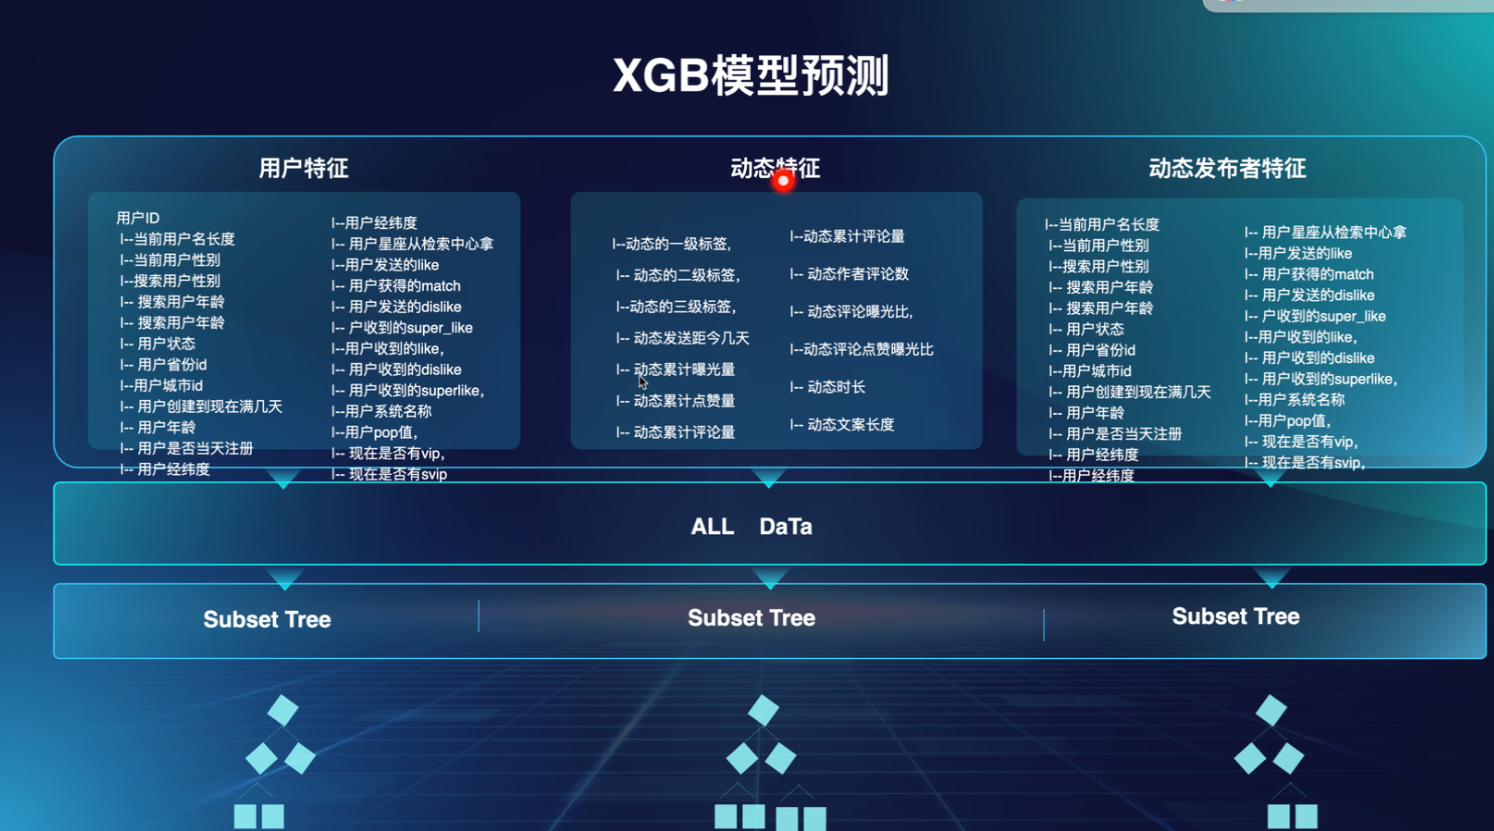 XGB模型预测
用户特征
用户ID
|--当前用户名长度
|--当前用户性别
|--搜索用户性别
|-- 搜索用户年龄
|-- 搜索用户年龄
|-- 用户状态
|-- 用户省份id
|--用户城市id
|-- 用户创建到现在满几天
|-- 用户年龄
|-- 用户是否当天注册
|-- 用户经纬度
|--用户经纬度
|-- 用户星座从检索中心拿
|--用户发送的like
|-- 用户获得的match
|-- 用户发送的dislike
|-- 户收到的super_like
|--用户收到的like,
|-- 用户收到的dislike
|-- 用户收到的superlike,
|--用户系统名称
|--用户pop值,
|-- 现在是否有vip,
|-- 现在是否有svip
动态特征
|--动态的一级标签,
|-- 动态的二级标签,
|--动态的三级标签,
|-- 动态发送距今几天
|-- 动态累计曝光量
|-- 动态累计点赞量
|-- 动态累计评论量
|--动态累计评论量
|-- 动态作者评论数
|-- 动态评论曝光比,
|--动态评论点赞曝光比
|-- 动态时长
|-- 动态文案长度
动态发布者特征
|--当前用户名长度
|--当前用户性别
|--搜索用户性别
|-- 搜索用户年龄
|-- 搜索用户年龄
|-- 用户状态
|-- 用户省份id
|--用户城市id
|-- 用户创建到现在满几天
|-- 用户年龄
|-- 用户是否当天注册
|-- 用户经纬度
|--用户经纬度
|-- 用户星座从检索中心拿
|--用户发送的like
|-- 用户获得的match
|-- 用户发送的dislike
|-- 户收到的super_like
|--用户收到的like,
|-- 用户收到的dislike
|-- 用户收到的superlike,
|--用户系统名称
|--用户pop值,
|-- 现在是否有vip,
|-- 现在是否有svip,
ALL DaTa
Subset Tree
Subset Tree
Subset Tree